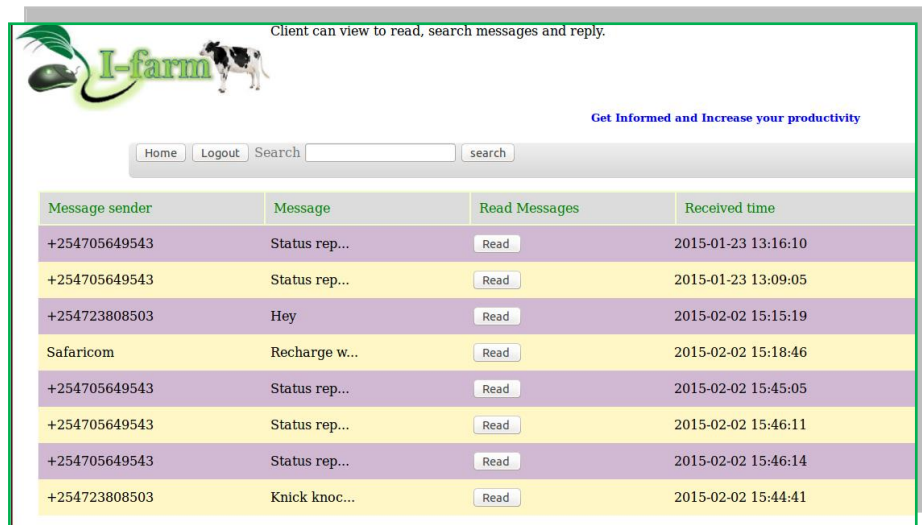 Client can view to read, search messages and reply.
I-farm
Get Informed and Increase your productivity
Home Logout Search search
Message sender Message Read Messages Received time
+254705649543 Status rep... Read 2015-01-23 13:16:10
+254705649543 Status rep... Read 2015-01-23 13:09:05
+254723808503 Hey Read 2015-02-02 15:15:19
Safaricom Recharge w... Read 2015-02-02 15:18:46
+254705649543 Status rep... Read 2015-02-02 15:45:05
+254705649543 Status rep... Read 2015-02-02 15:46:11
+254705649543 Status rep... Read 2015-02-02 15:46:14
+254723808503 Knick knoc... Read 2015-02-02 15:44:41